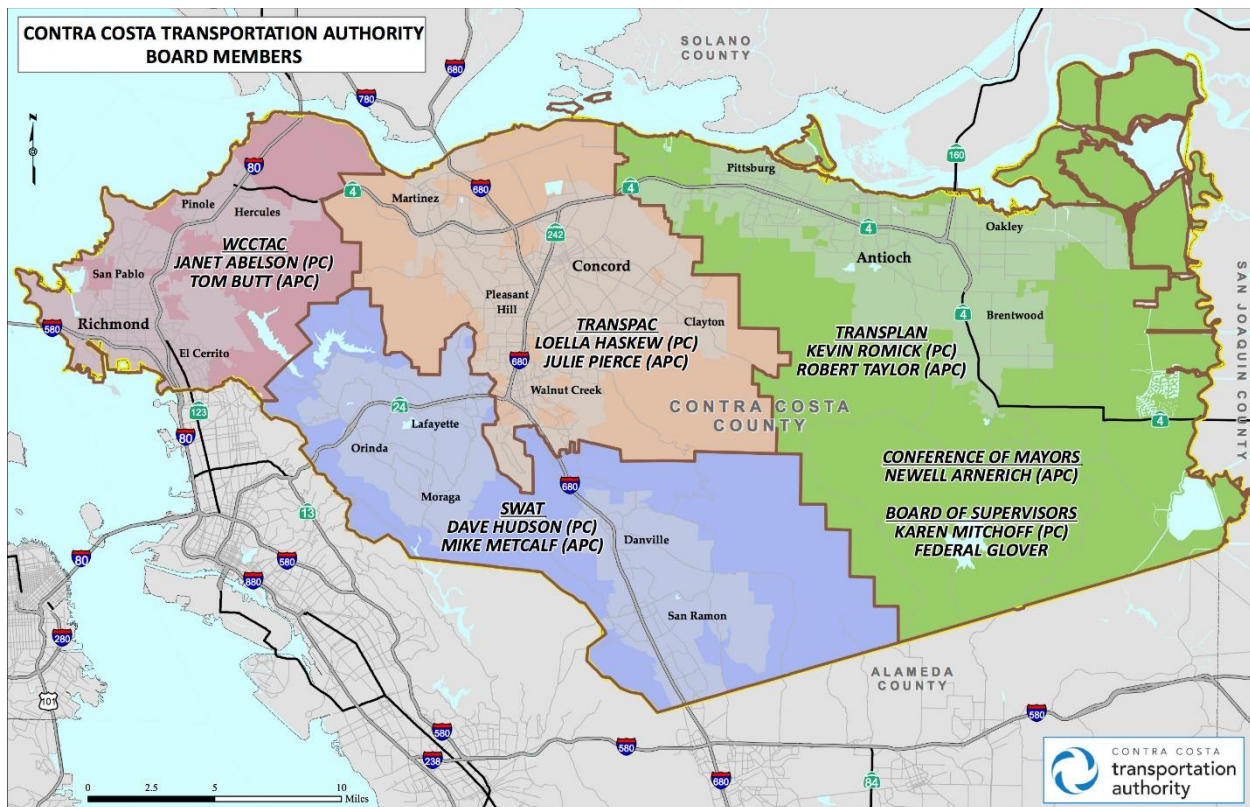 CONTRA COSTA TRANSPORTATION AUTHORITY
BOARD MEMBERS
SOLANO
COUNTY
680
780
680
N
80
160
Pinole
Hercules
4
Martinez
680
4
Pittsburg
WCCTAC
JANET ABELSON (PC)
TOM BUTT (APC)
242
4
Oakley
San Pablo
Concord
Antioch
SAN JOAQUIN COUNTY
580
Richmond
Pleasant
Hill
Clayton
4
Brentwood
El Cerrito
TRANSPAC
LOELLA HASKEW (PC)
JULIE PIERCE (APC)
TRANSPLAN
KEVIN ROMICK (PC)
ROBERT TAYLOR (APC)
680
Walnut Creek
123
24
CONTRA COSTA
COUNTY
80
Lafayette
4
Orinda
CONFERENCE OF MAYORS
NEWELL ARNERICH (APC)
680
Moraga
SWAT
DAVE HUDSON (PC)
MIKE METCALF (APC)
13
BOARD OF SUPERVISORS
KAREN MITCHOFF (PC)
FEDERAL GLOVER
Danville
80
580
880
San Ramon
280
ALAMEDA
COUNTY
101
580
580
580
238
680
84
0 2.5 5 10
Miles
CONTRA COSTA
transportation
authority